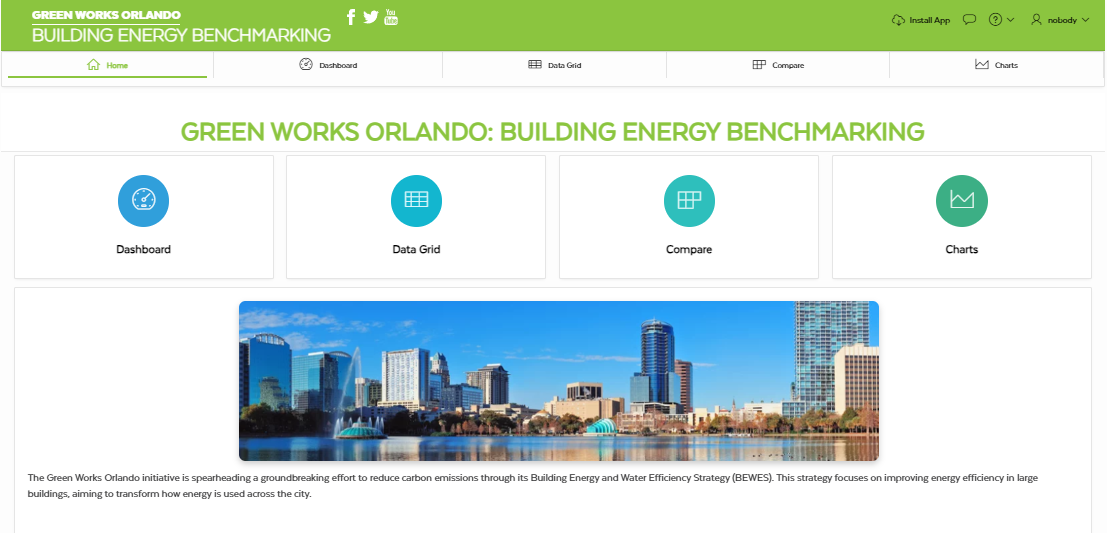 GREEN WORKS ORLANDO
BUILDING ENERGY BENCHMARKING
You
Tube
Install App
nobody
Home
Dashboard
Data Grid
Compare
Charts
GREEN WORKS ORLANDO: BUILDING ENERGY BENCHMARKING
Dashboard
Data Grid
Compare
Charts
The Green Works Orlando initiative is spearheading a groundbreaking effort to reduce carbon emissions through its Building Energy and Water Efficiency Strategy (BEWES). This strategy focuses on improving energy efficiency in large
buildings, aiming to transform how energy is used across the city.